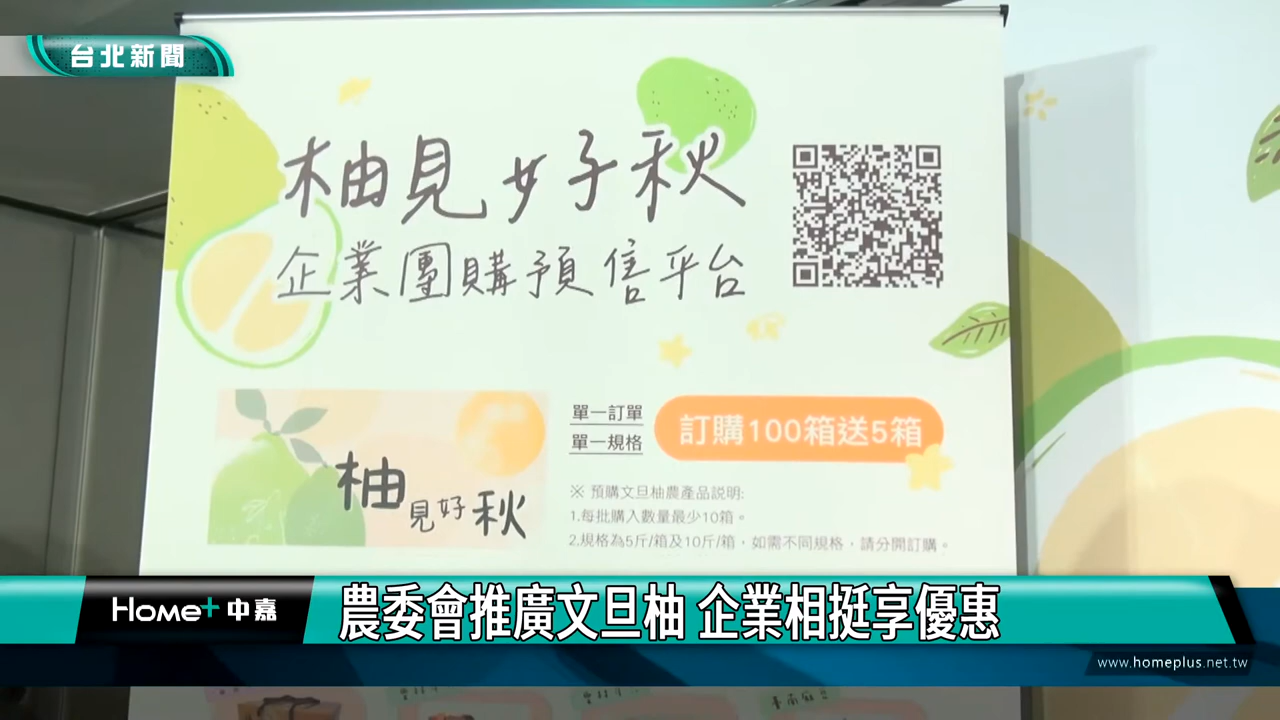 台北新聞
柚見好秋
企業團購預售平台
單一訂單
單一規格
訂購100箱送5箱
柚見好秋
※ 預購文旦柚農產品說明:
1.每批購入數量最少10箱。
2.規格為5斤/箱及10斤/箱，如需不同規格，請分開訂購。
Home+ 中嘉
農委會推廣文旦柚 企業相挺享優惠
www.homeplus.net.tw